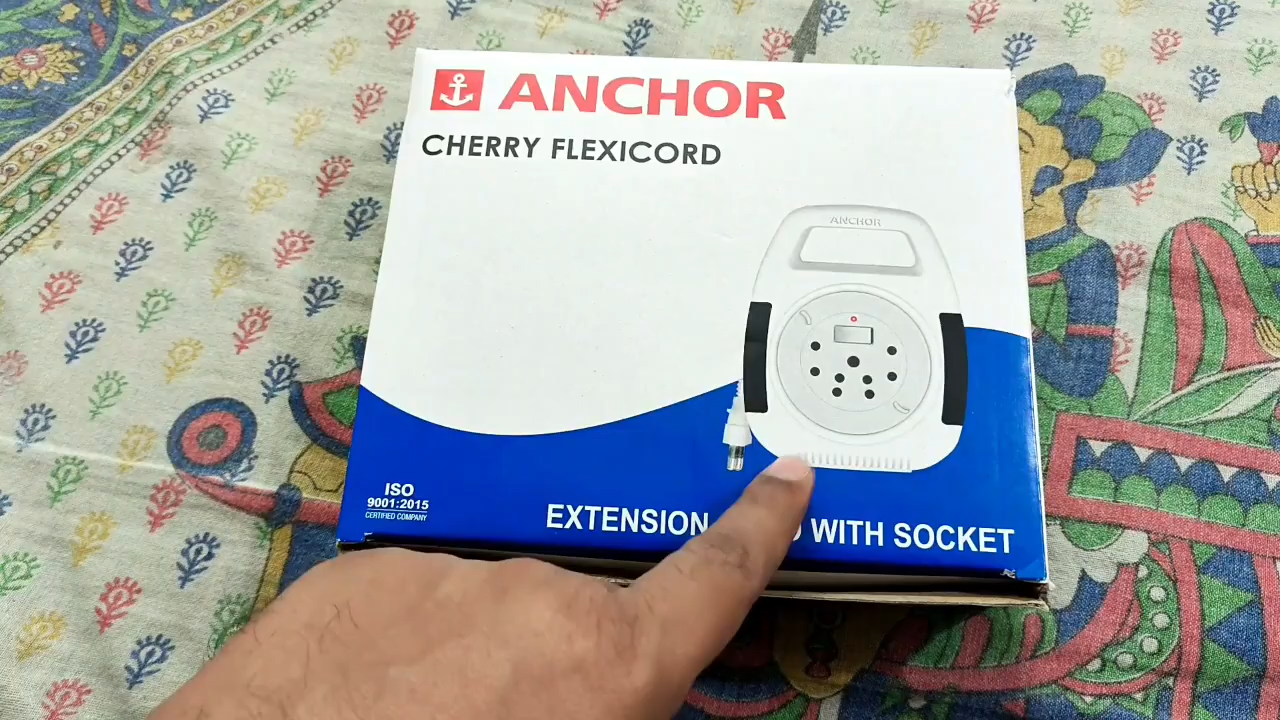 ANCHOR
CHERRY FLEXICORD
ANCHOR
ISO
9001:2015
CERTIFIED COMPANY
EXTENSION WITH SOCKET